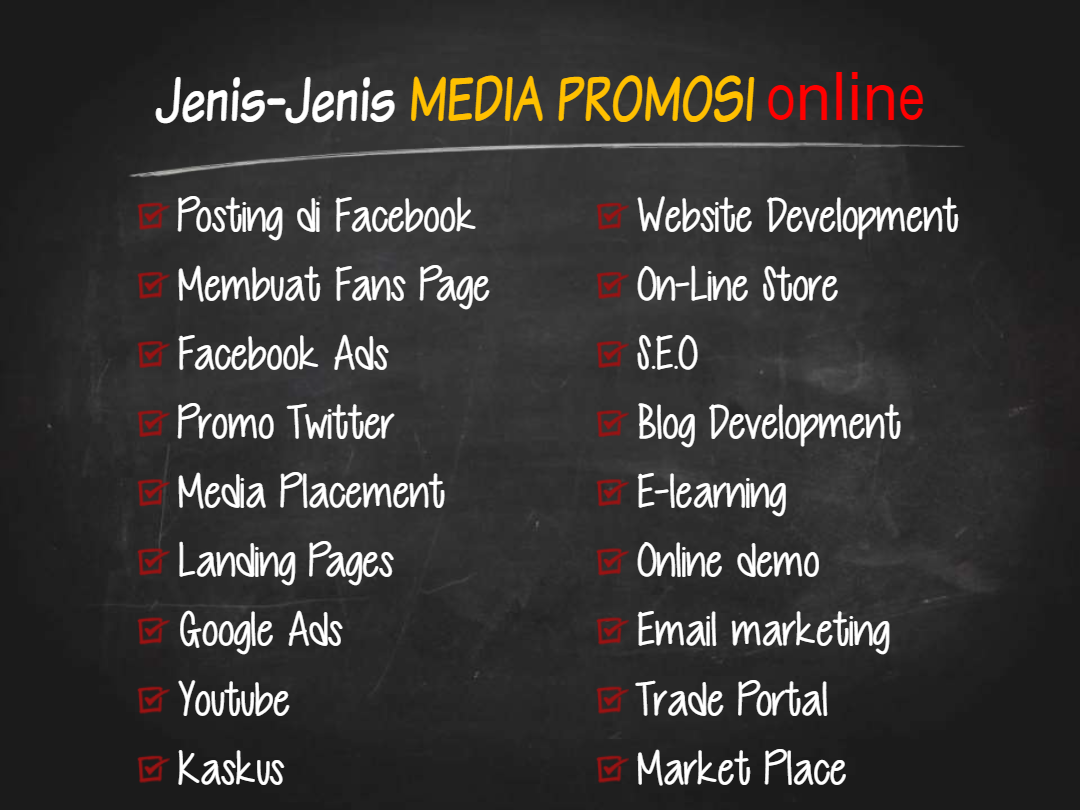 Jenis-Jenis MEDIA PROMOSI online
Posting di Facebook
Membuat Fans Page
Facebook Ads
Promo Twitter
Media Placement
Landing Pages
Google Ads
Youtube
Kaskus
Website Development
On-Line Store
S.E.O
Blog Development
E-learning
Online demo
Email marketing
Trade Portal
Market Place